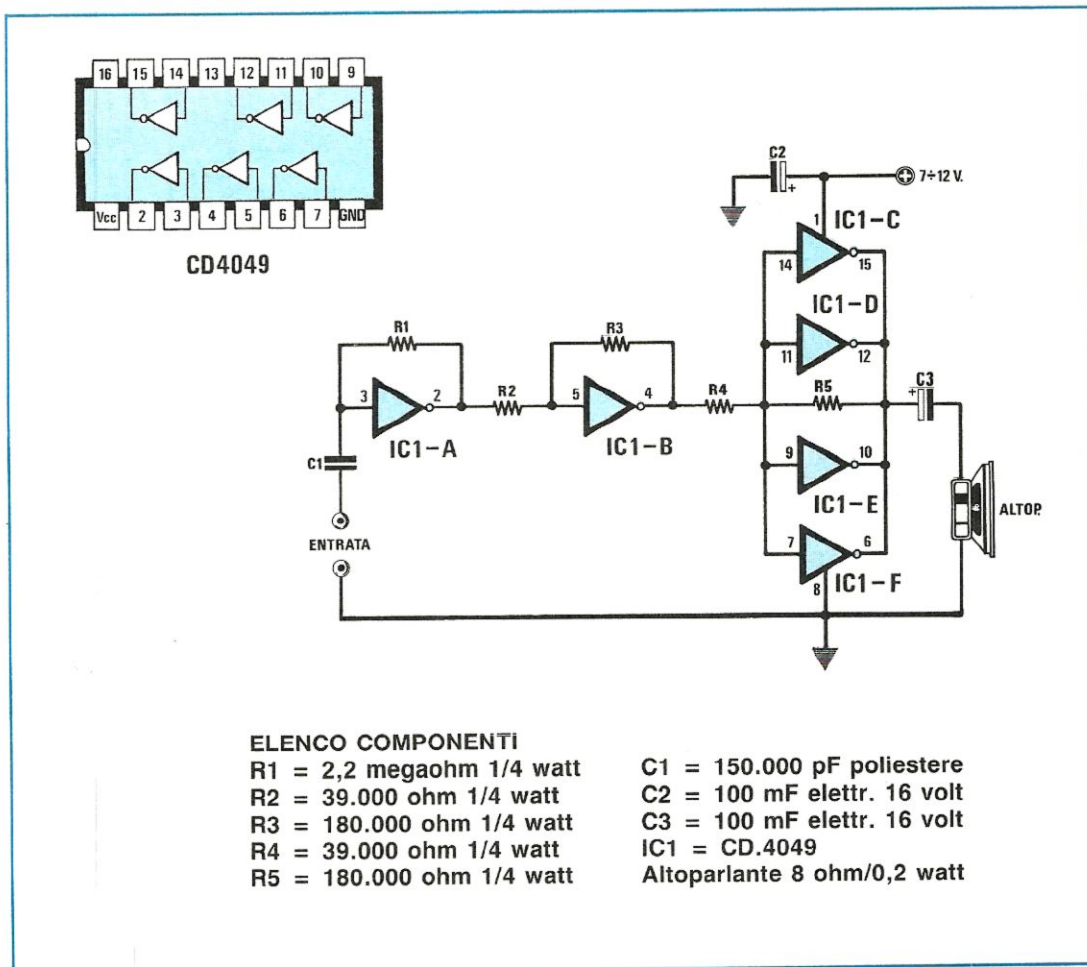 16 15 14 13 12 11 10 9
Vcc 2 3 4 5 6 7 GND
CD4049
C2
+
7÷12 V.
1
IC1-C
14
15
IC1-D
11
12
R1
R3
3
2
R2
5
4
R4
R5
C3
+
IC1-A
IC1-B
9
10
IC1-E
C1
ENTRATA
7
6
IC1-F
8
ALTOP.
ELENCO COMPONENTI
R1 = 2,2 megaohm 1/4 watt
R2 = 39.000 ohm 1/4 watt
R3 = 180.000 ohm 1/4 watt
R4 = 39.000 ohm 1/4 watt
R5 = 180.000 ohm 1/4 watt
C1 = 150.000 pF poliestere
C2 = 100 mF elettr. 16 volt
C3 = 100 mF elettr. 16 volt
IC1 = CD.4049
Altoparlante 8 ohm/0,2 watt